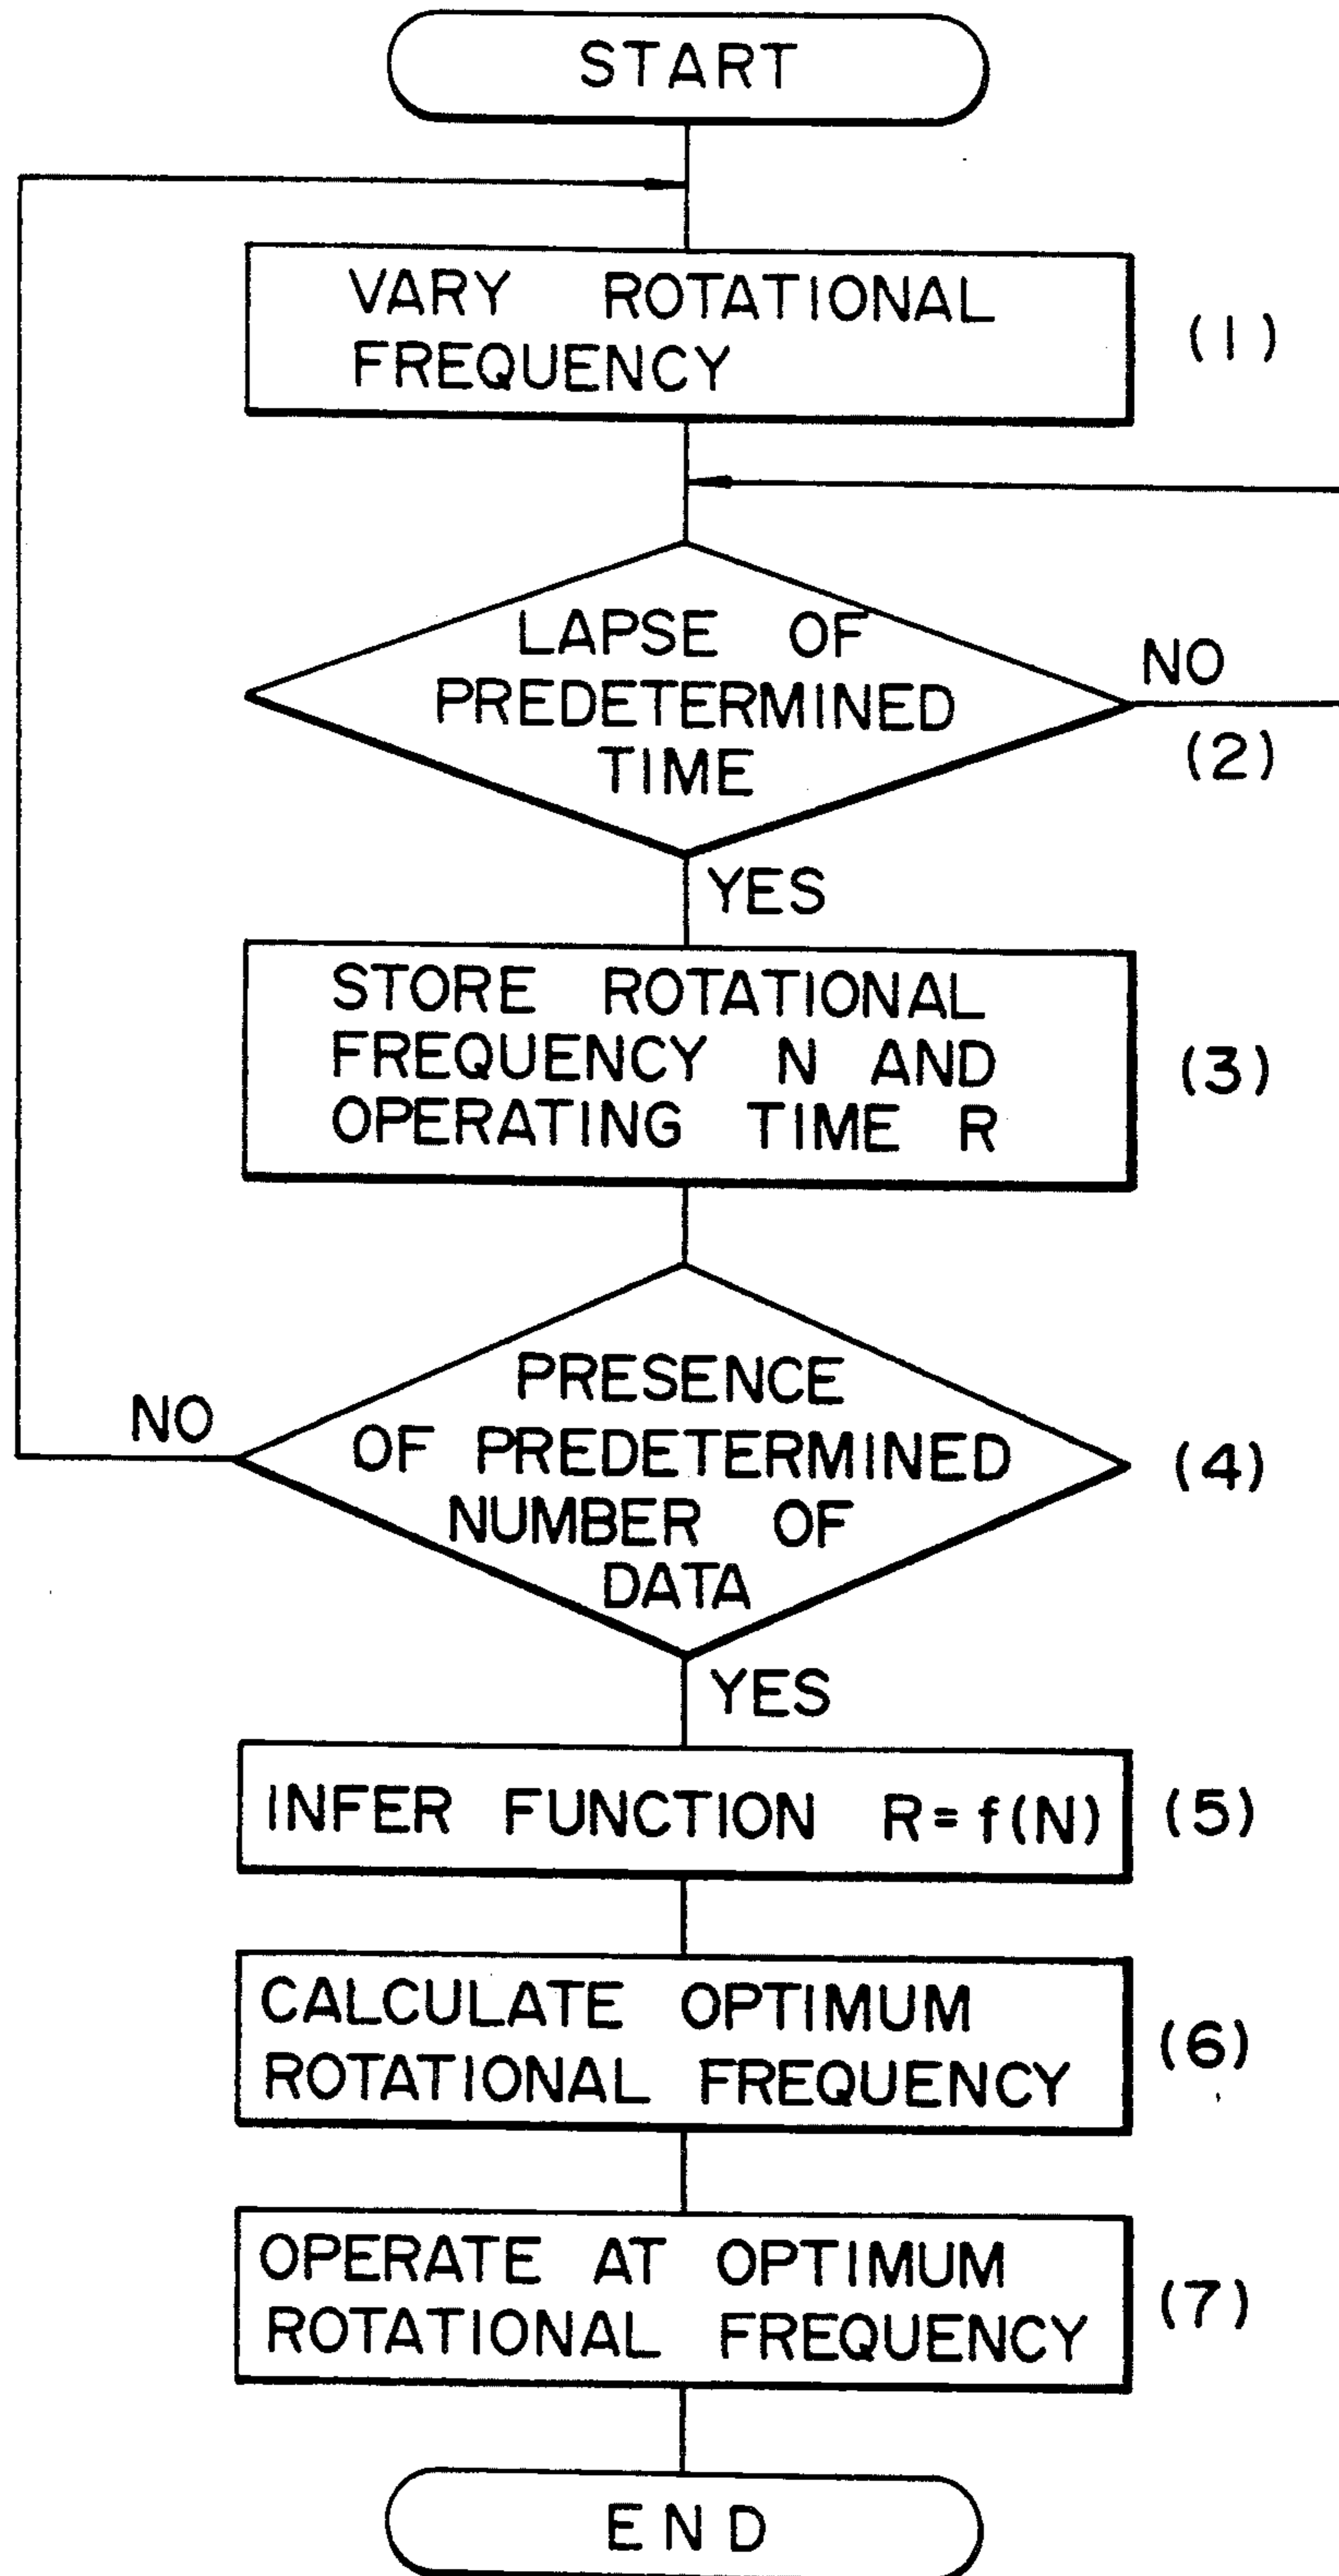 START
VARY ROTATIONAL
FREQUENCY
(1)
LAPSE OF
PREDETERMINED
TIME
NO
(2)
YES
STORE ROTATIONAL
FREQUENCY N AND
OPERATING TIME R
(3)
PRESENCE
OF PREDETERMINED
NUMBER OF
DATA
NO
(4)
YES
INFER FUNCTION R=f(N)
(5)
CALCULATE OPTIMUM
ROTATIONAL FREQUENCY
(6)
OPERATE AT OPTIMUM
ROTATIONAL FREQUENCY
(7)
END